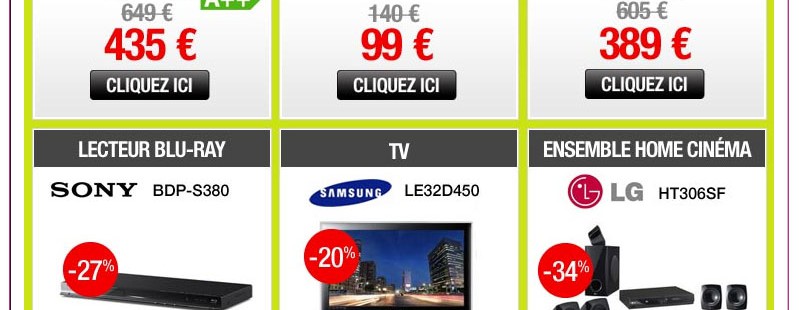 649 €
A++
140 €
605 €
435 €
99 €
389 €
CLIQUEZ ICI
CLIQUEZ ICI
CLIQUEZ ICI
LECTEUR BLU-RAY
TV
ENSEMBLE HOME CINÉMA
SONY BDP-S380
SAMSUNG LE32D450
LG LG HT306SF
-27%
-20%
-34%